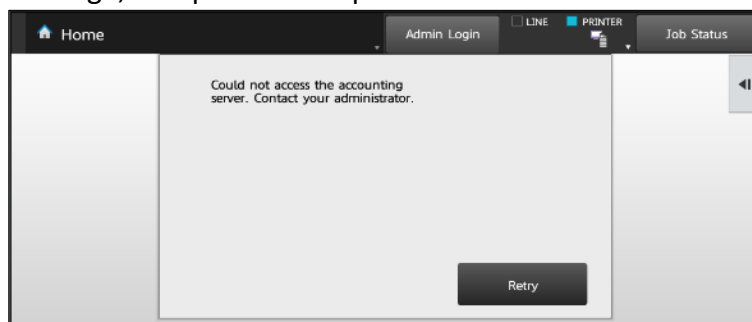 Home
Admin Login
LINE
PRINTER
Job Status
Could not access the accounting
server. Contact your administrator.
Retry